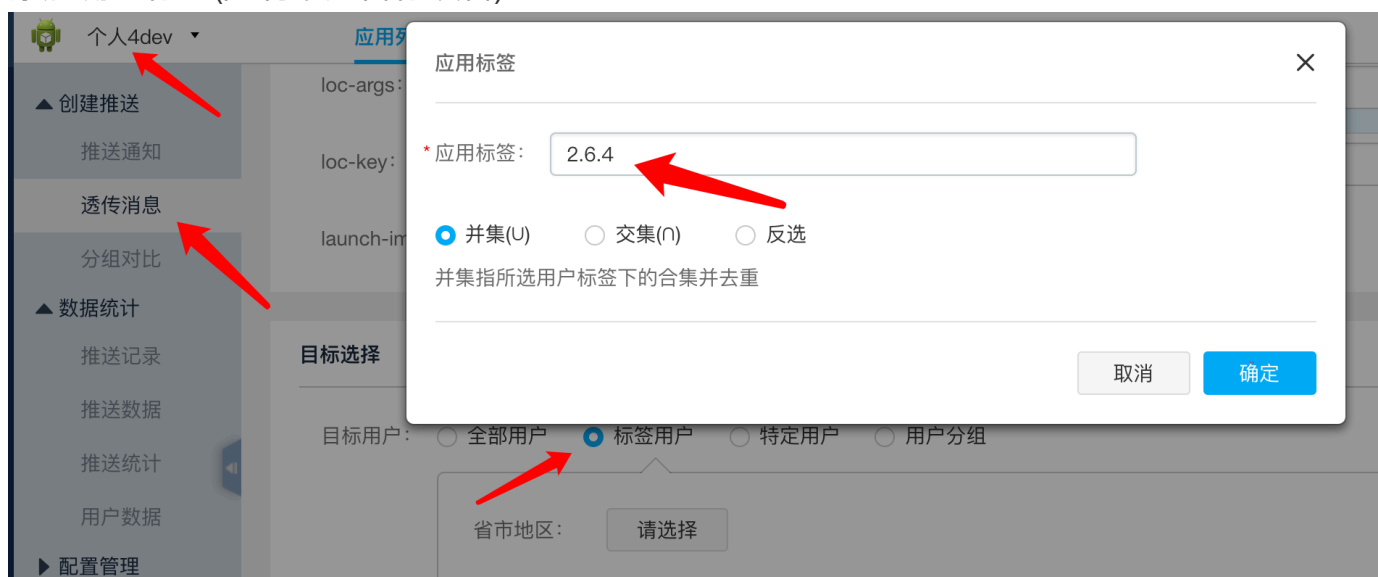 个人4dev
应用列
创建推送
推送通知
透传消息
分组对比
数据统计
推送记录
推送数据
推送统计
用户数据
配置管理
loc-args:
loc-key:
launch-im
应用标签
*应用标签:
2.6.4
并集(U) 交集(∩) 反选
并集指所选用户标签下的合集并去重
取消 确定
目标选择
目标用户: 全部用户 标签用户 特定用户 用户分组
省市地区: 请选择